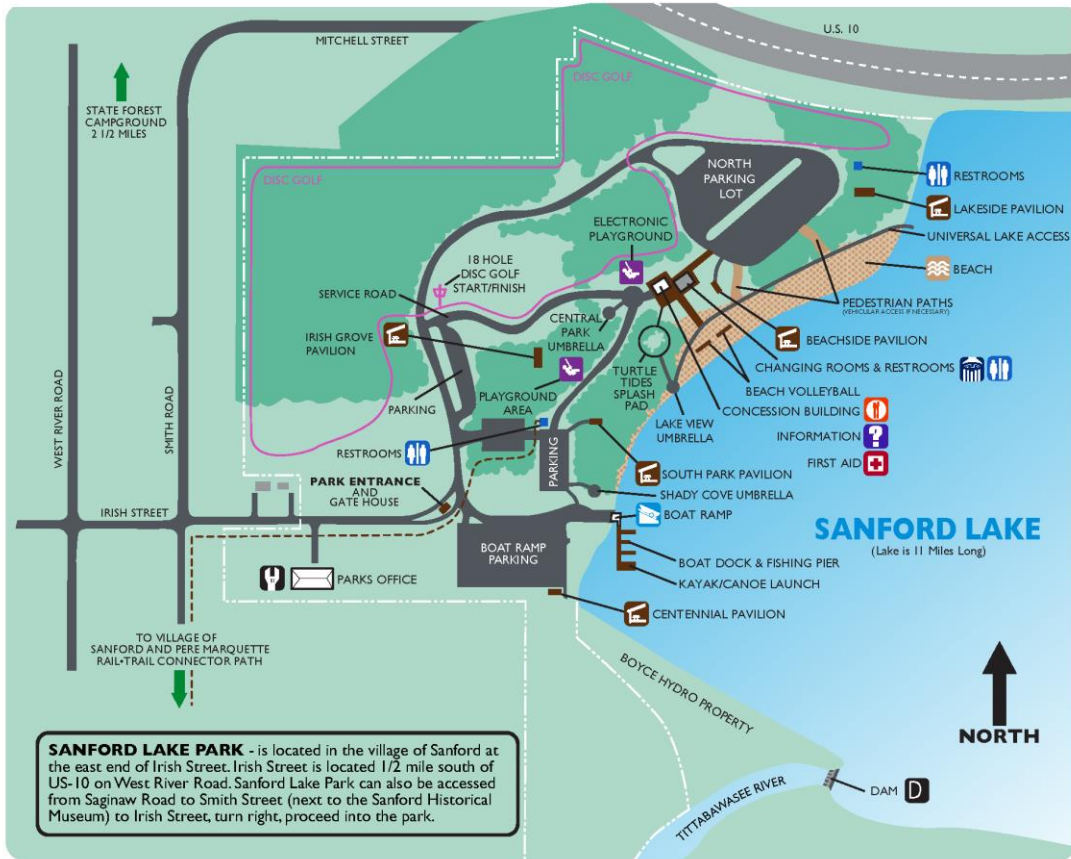 MITCHELL STREET
U.S. 10
STATE FOREST
CAMPGROUND
2 1/2 MILES
DISC GOLF
DISC GOLF
NORTH
PARKING
LOT
RESTROOMS
LAKESIDE PAVILION
UNIVERSAL LAKE ACCESS
BEACH
PEDESTRIAN PATHS
(VEHICULAR ACCESS IF NECESSARY)
ELECTRONIC
PLAYGROUND
18 HOLE
DISC GOLF
START/FINISH
SERVICE ROAD
CENTRAL
PARK
UMBRELLA
IRISH GROVE
PAVILION
BEACHSIDE PAVILION
CHANGING ROOMS & RESTROOMS
TURTLE
TIDES
SPLASH
PAD
BEACH VOLLEYBALL
CONCESSION BUILDING
PLAYGROUND
AREA
PARKING
LAKE VIEW
UMBRELLA
INFORMATION
?
FIRST AID
WEST RIVER ROAD
SMITH ROAD
RESTROOMS
PARKING
SOUTH PARK PAVILION
PARK ENTRANCE
AND
GATE HOUSE
SHADY COVE UMBRELLA
IRISH STREET
BOAT RAMP
SANFORD LAKE
(Lake is 11 Miles Long)
BOAT RAMP
PARKING
BOAT DOCK & FISHING PIER
PARKS OFFICE
KAYAK/CANOE LAUNCH
CENTENNIAL PAVILION
TO VILLAGE OF
SANFORD AND PERE MARQUETTE
RAIL•TRAIL CONNECTOR PATH
BOYCE HYDRO PROPERTY
NORTH
SANFORD LAKE PARK - is located in the village of Sanford at
the east end of Irish Street. Irish Street is located 1/2 mile south of
US-10 on West River Road. Sanford Lake Park can also be accessed
from Saginaw Road to Smith Street (next to the Sanford Historical
Museum) to Irish Street, turn right, proceed into the park.
TITTABAWASEE RIVER
DAM D